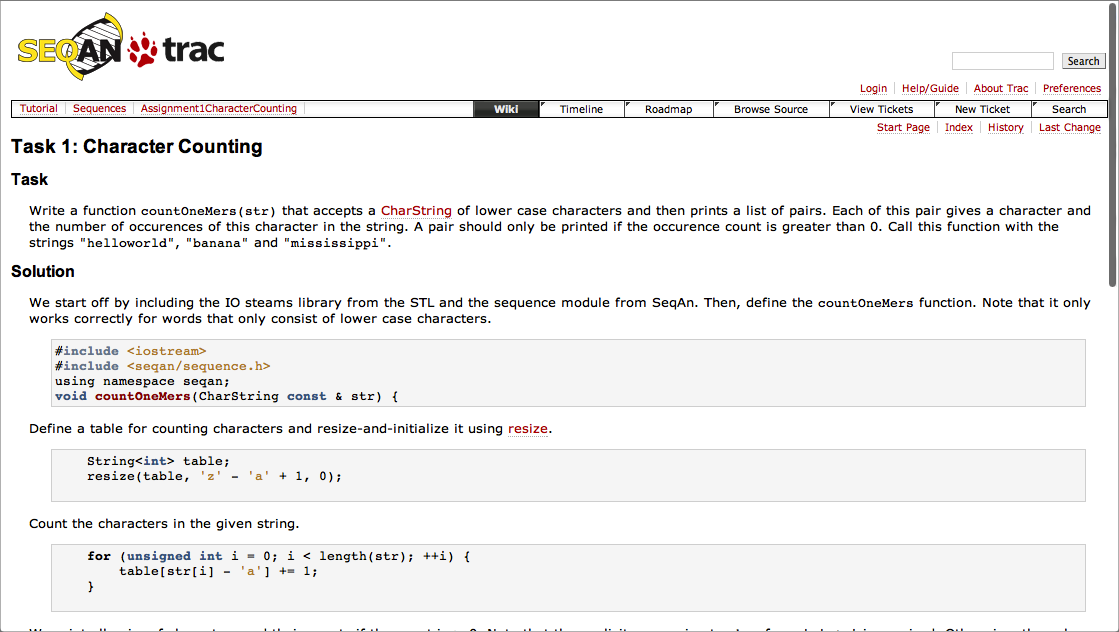 SEQAN trac
Search
Login Help/Guide About Trac Preferences
Tutorial Sequences Assignment1CharacterCounting Wiki Timeline Roadmap Browse Source View Tickets New Ticket Search
Start Page Index History Last Change
Task 1: Character Counting
Task
Write a function countOneMers(str) that accepts a CharString of lower case characters and then prints a list of pairs. Each of this pair gives a character and
the number of occurences of this character in the string. A pair should only be printed if the occurence count is greater than 0. Call this function with the
strings "helloworld", "banana" and "mississippi".
Solution
We start off by including the IO steams library from the STL and the sequence module from SeqAn. Then, define the countOneMers function. Note that it only
works correctly for words that only consist of lower case characters.
#include <iostream>
#include <seqan/sequence.h>
using namespace seqan;
void countOneMers(CharString const & str) {
Define a table for counting characters and resize-and-initialize it using resize.
String<int> table;
resize(table, 'z' - 'a' + 1, 0);
Count the characters in the given string.
for (unsigned int i = 0; i < length(str); ++i) {
table[str[i] - 'a'] += 1;
}